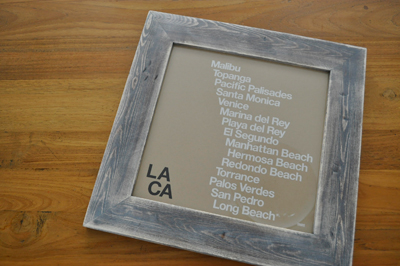 Malibu
Topanga
Pacific Palisades
Santa Monica
Venice
Marina del Rey
Playa del Rey
El Segundo
Manhattan Beach
Hermosa Beach
Redondo Beach
Torrance
Palos Verdes
San Pedro
Long Beach
LA
CA